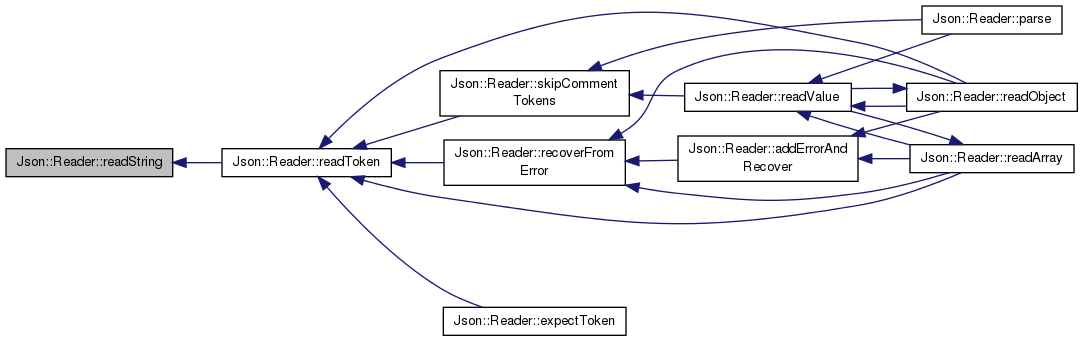 Json::Reader::parse
Json::Reader::skipComment
Tokens
Json::Reader::readValue
Json::Reader::readObject
Json::Reader::readString
Json::Reader::readToken
Json::Reader::recoverFrom
Error
Json::Reader::addErrorAnd
Recover
Json::Reader::readArray
Json::Reader::expectToken